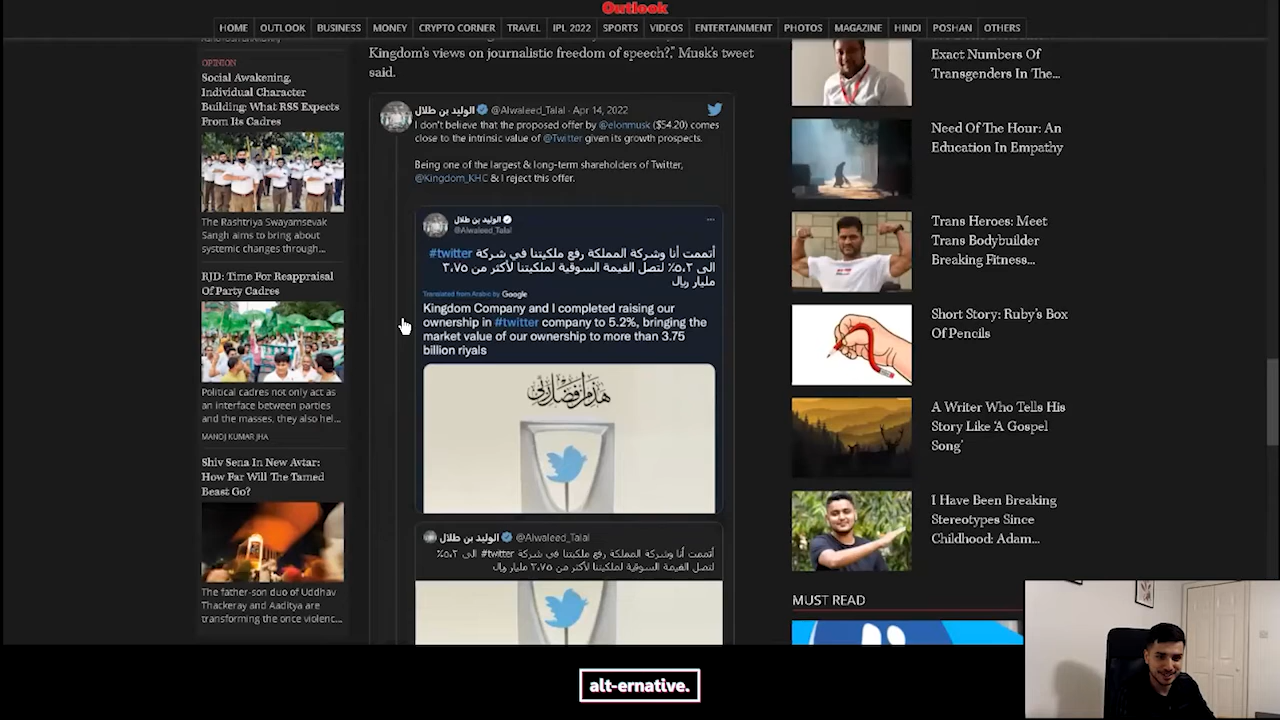 Outlook
HOME OUTLOOK BUSINESS MONEY CRYPTO CORNER TRAVEL IPL 2022 SPORTS VIDEOS ENTERTAINMENT PHOTOS MAGAZINE HINDI POSHAN OTHERS
OPINION
Social Awakening,
Individual Character
Building: What RSS Expects
From Its Cadres
The Rashtriya Swayamsevak
Sangh aims to bring about
systemic changes through...
RJD: Time For Reappraisal
Of Party Cadres
Political cadres not only act as
an interface between parties
and the masses, they also hel...
MANOJ KUMAR JHA
Shiv Sena In New Avtar:
How Far Will The Tamed
Beast Go?
The father-son duo of Uddhav
Thackeray and Aaditya are
transforming the once violenc...
Kingdom's views on journalistic freedom of speech?," Musk's tweet
said.
الوليد بن طلال @Alwaleed_Talal · Apr 14, 2022
I don't believe that the proposed offer by @elonmusk ($54.20) comes
close to the intrinsic value of @Twitter given its growth prospects.
Being one of the largest & long-term shareholders of Twitter,
@Kingdom_KHC & I reject this offer.
الوليد بن طلال
@Alwaleed_Talal
أتممت أنا وشركة المملكة رفع ملكيتنا في شركة #twitter
الى ٥،٢٪ لتصل القيمة السوقية لملكيتنا لأكثر من ٣،٧٥
مليار ريال
Translated from Arabic by Google
Kingdom Company and I completed raising our
ownership in #twitter company to 5.2%, bringing the
market value of our ownership to more than 3.75
billion riyals
هذا من فضل ربي
الوليد بن طلال @Alwaleed_Talal
أتممت أنا وشركة المملكة رفع ملكيتنا في شركة #twitter الى ٥،٢٪
لتصل القيمة السوقية لملكيتنا لأكثر من ٣،٧٥ مليار ريال
Exact Numbers Of
Transgenders In The...
Need Of The Hour: An
Education In Empathy
Trans Heroes: Meet
Trans Bodybuilder
Breaking Fitness...
Short Story: Ruby's Box
Of Pencils
A Writer Who Tells His
Story Like 'A Gospel
Song'
I Have Been Breaking
Stereotypes Since
Childhood: Adam...
MUST READ
alt-ernative.